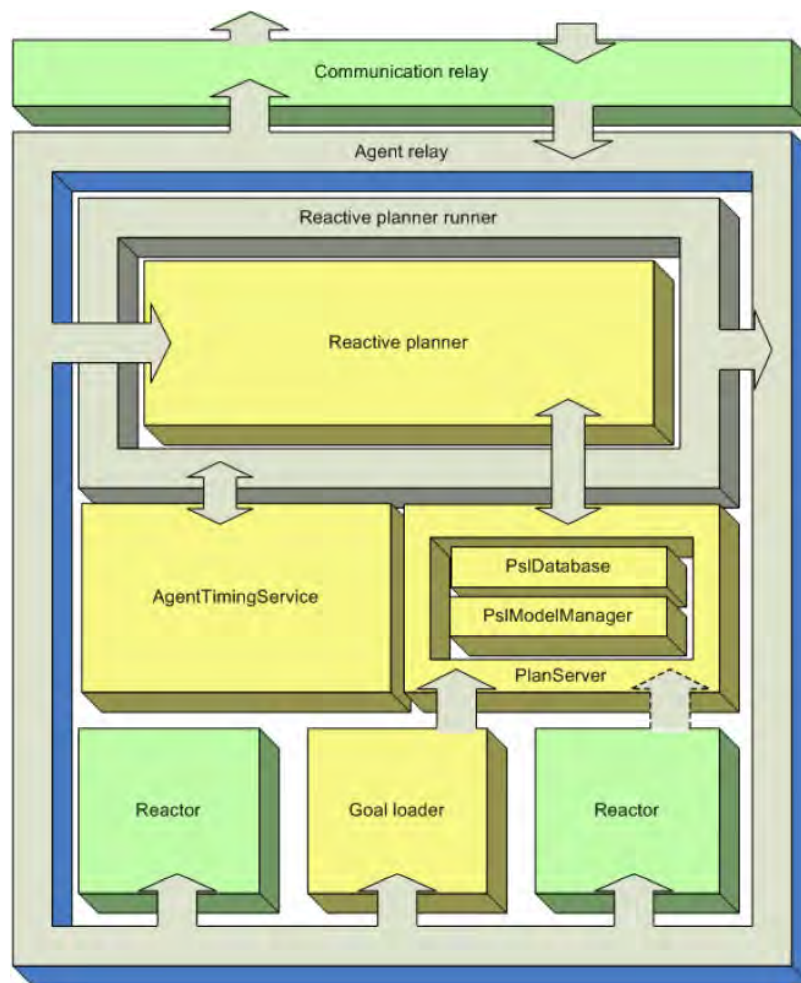 Communication relay
Agent relay
Reactive planner runner
Reactive planner
AgentTimingService
PslDatabase
PslModelManager
PlanServer
Reactor
Goal loader
Reactor